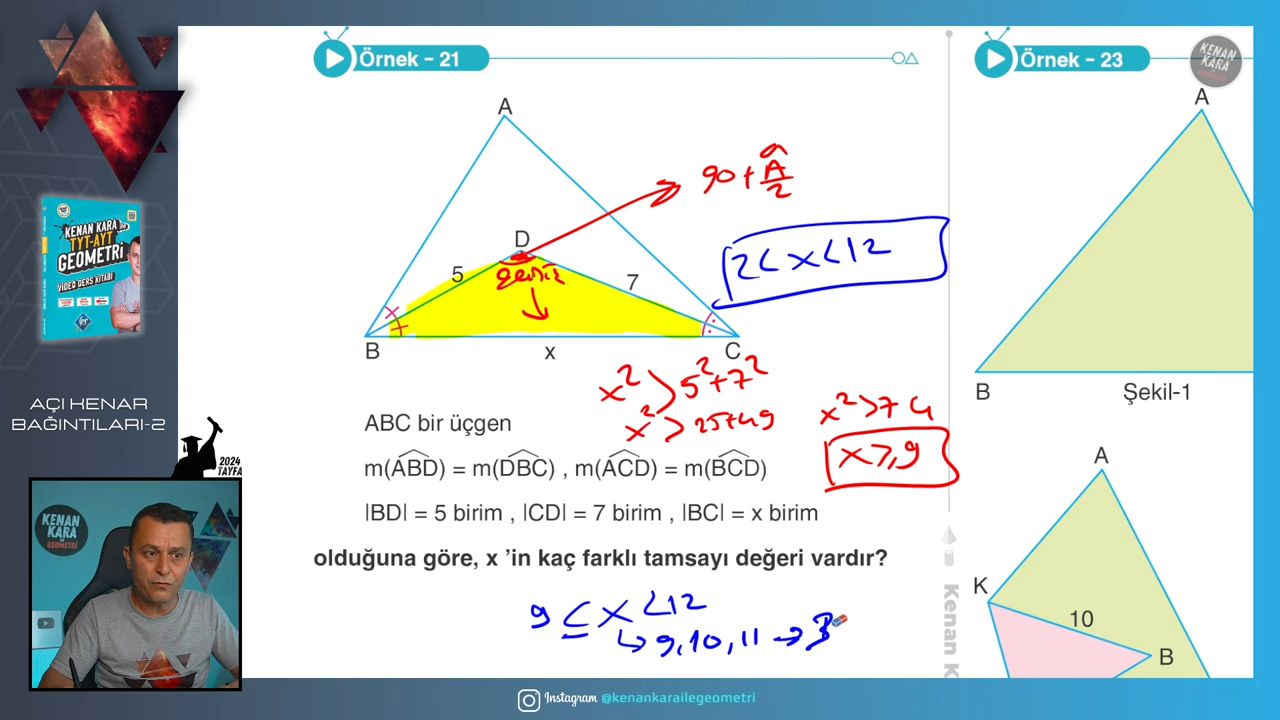 Örnek - 21
A
90+Â/2
D
geniş
5
7
2<x<12
B
x
C
x²>5²+7²
x²>25+49
x²>74
x≥9
ABC bir üçgen
m(ABD) = m(DBC) , m(ACD) = m(BCD)
|BD| = 5 birim , |CD| = 7 birim , |BC| = x birim
olduğuna göre, x 'in kaç farklı tamsayı değeri vardır?
9≤x<12
↳ 9,10,11 → 3
Örnek - 23
KENAN
KARA
GEOMETRİ
A
B
Şekil-1
A
K
10
B
Kenan K
KENAN KARA ile
TYT-AYT
GEOMETRİ
VİDEO DERS KİTABI
AÇI KENAR
BAĞINTILARI-2
2024
TAYFA
KENAN
KARA
GEOMETRİ
Instagram @kenankarailegeometri